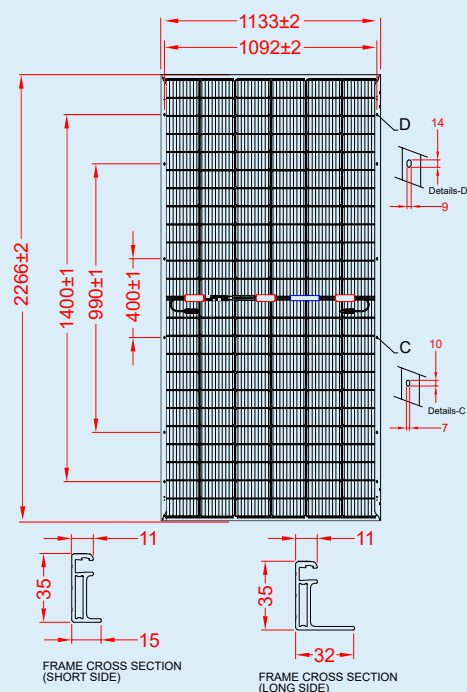 1133±2
1092±2
D
14
Details-D
9
2266±2
1400±1
990±1
400±1
C
10
Details-C
7
11
35
15
FRAME CROSS SECTION
(SHORT SIDE)
11
35
32
FRAME CROSS SECTION
(LONG SIDE)